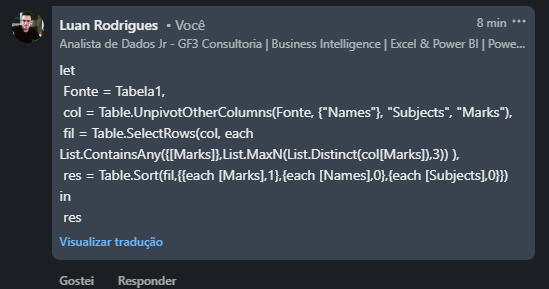 Luan Rodrigues • Você
8 min •••
Analista de Dados Jr - GF3 Consultoria | Business Intelligence | Excel & Power BI | Powe...
let
Fonte = Tabela1,
col = Table.UnpivotOtherColumns(Fonte, {"Names"}, "Subjects", "Marks"),
fil = Table.SelectRows(col, each
List.ContainsAny({[Marks]},List.MaxN(List.Distinct(col[Marks]),3)) ),
res = Table.Sort(fil,{{each [Marks],1},{each [Names],0},{each [Subjects],0}})
in
res
Visualizar tradução
Gostei Responder